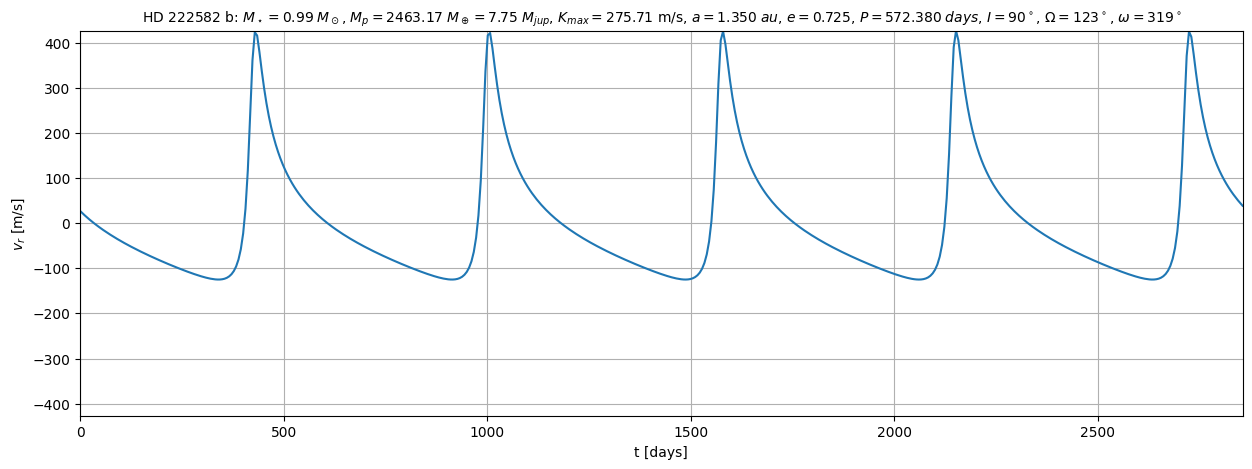 HD 222582 b: M⋆ = 0.99 M⊙, Mp = 2463.17 M⊕ = 7.75 Mjup, Kmax = 275.71 m/s, a = 1.350 au, e = 0.725, P = 572.380 days, I = 90°, Ω = 123°, ω = 319°
400
300
200
100
0
−100
−200
−300
−400
vr [m/s]
0 500 1000 1500 2000 2500
t [days]